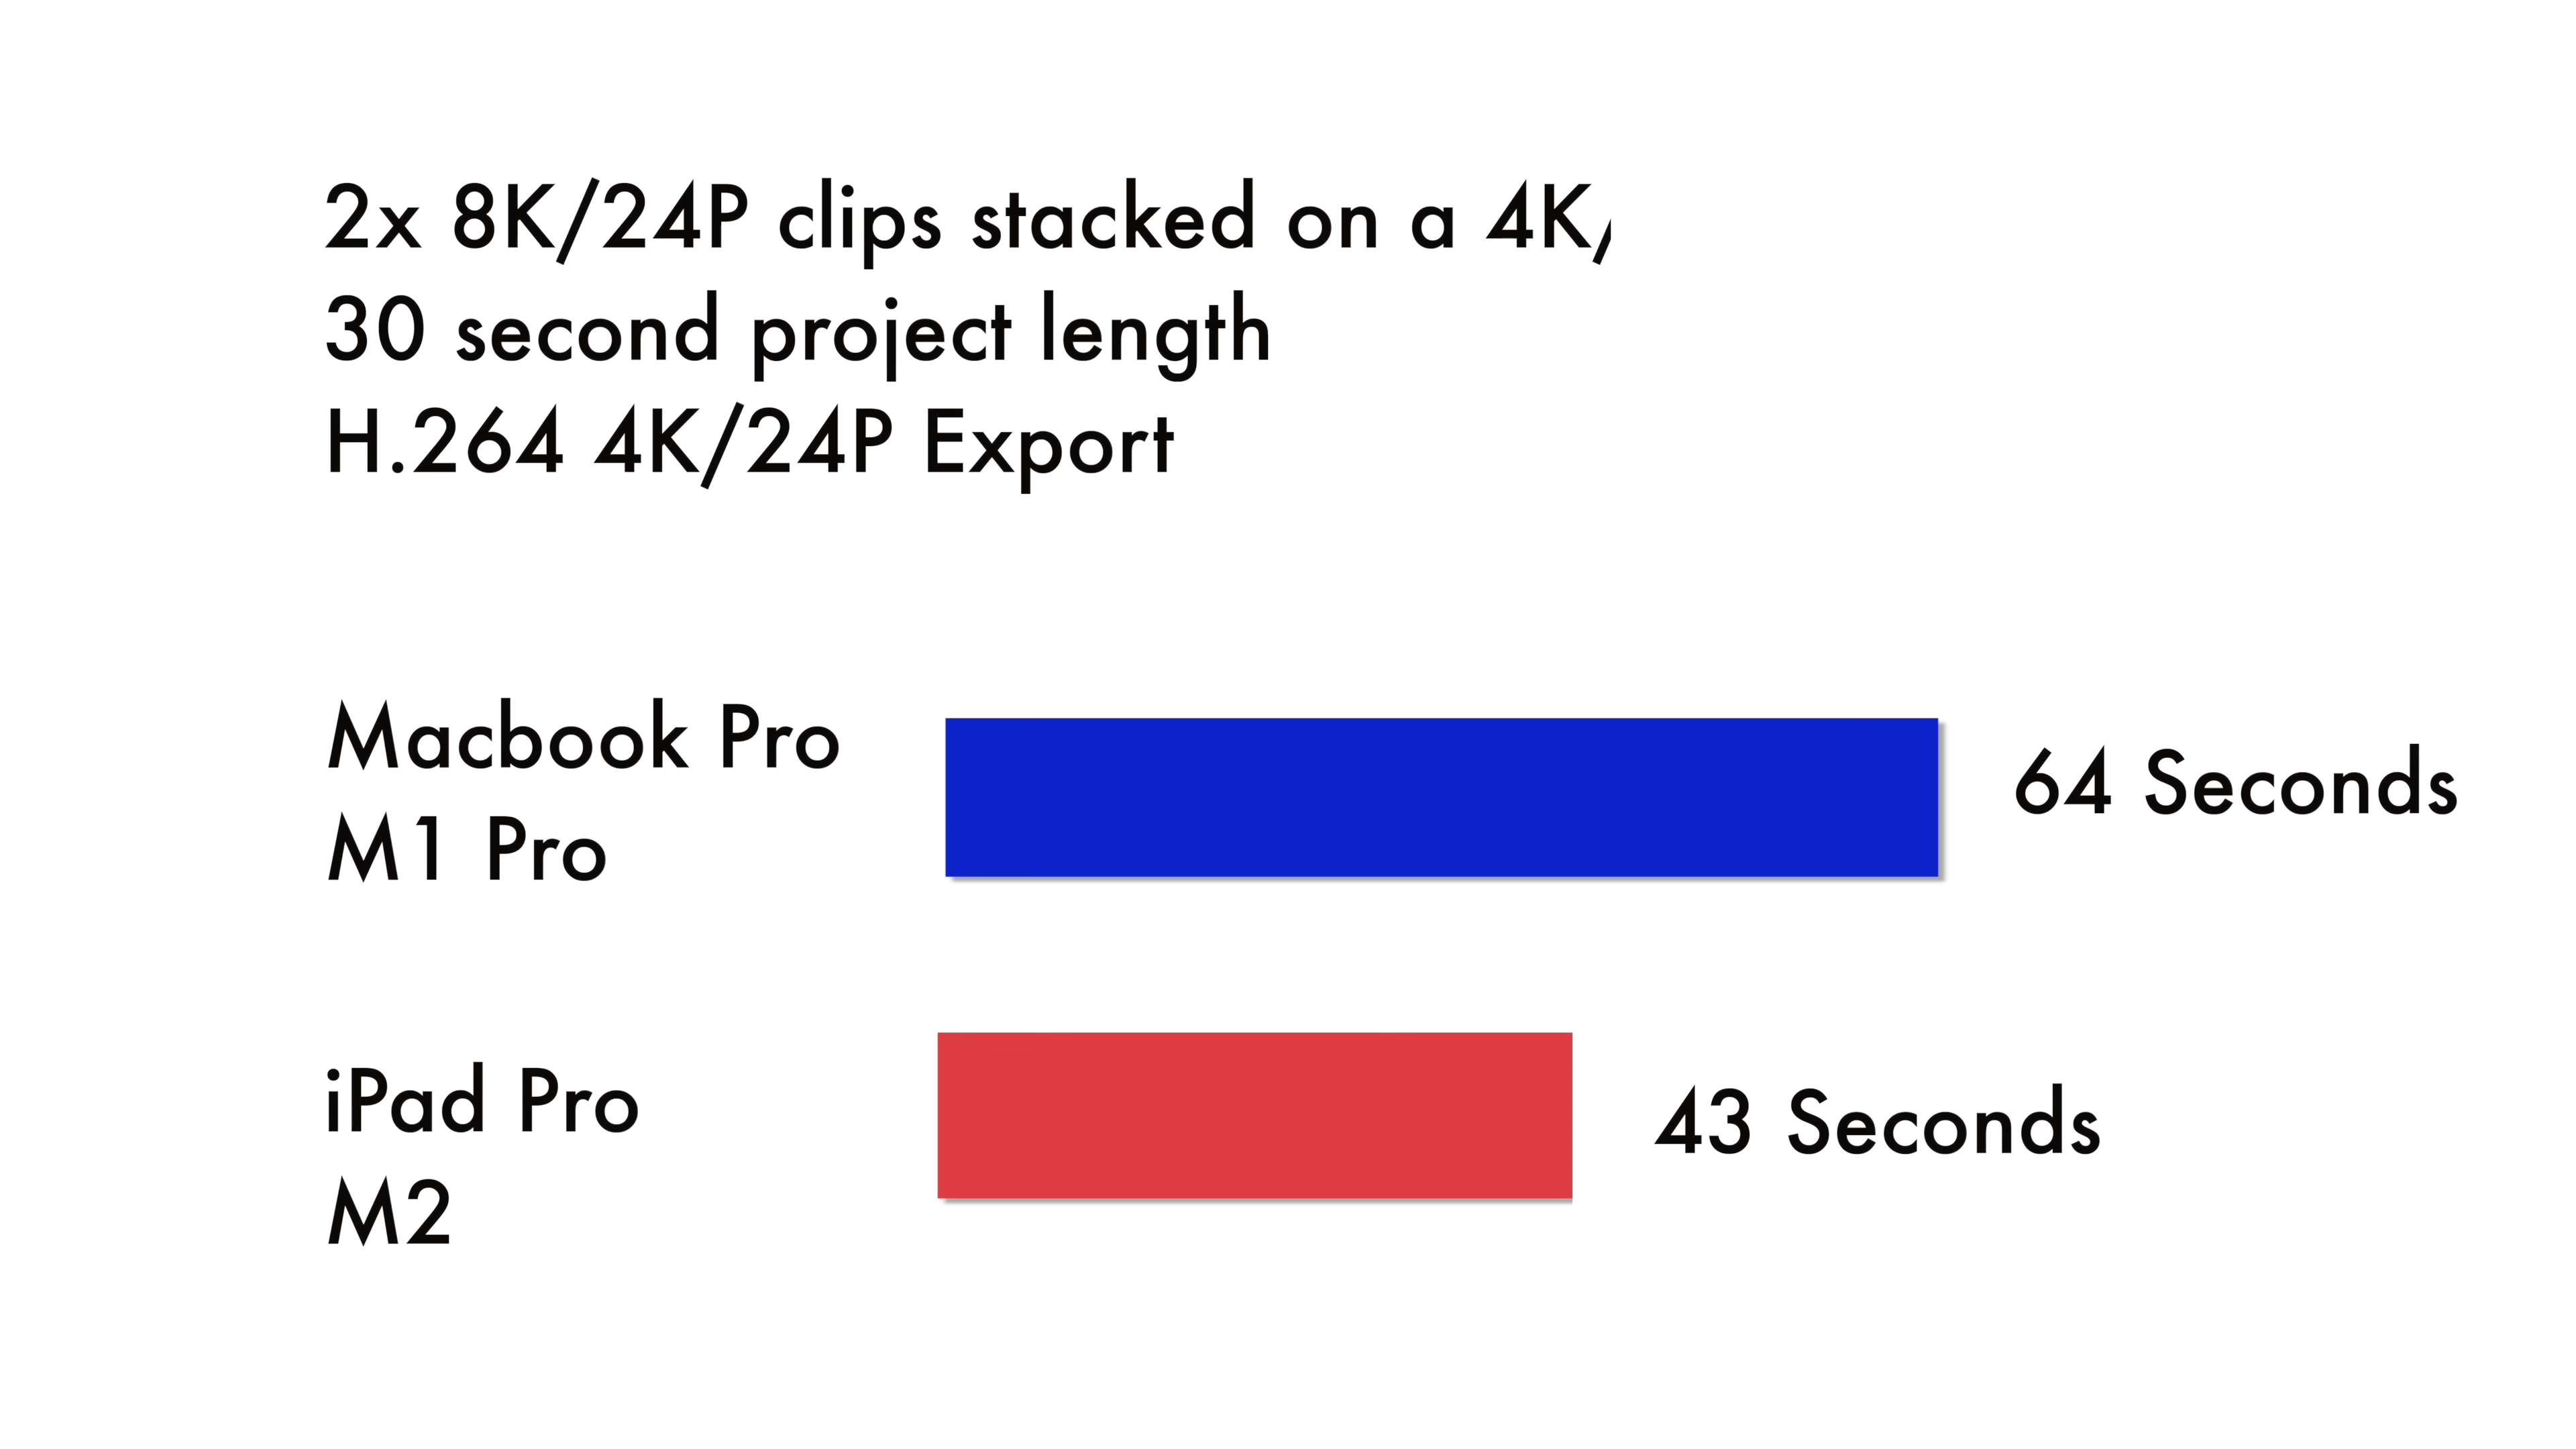 2x 8K/24P clips stacked on a 4K/
30 second project length
H.264 4K/24P Export
Macbook Pro
M1 Pro
64 Seconds
iPad Pro
M2
43 Seconds